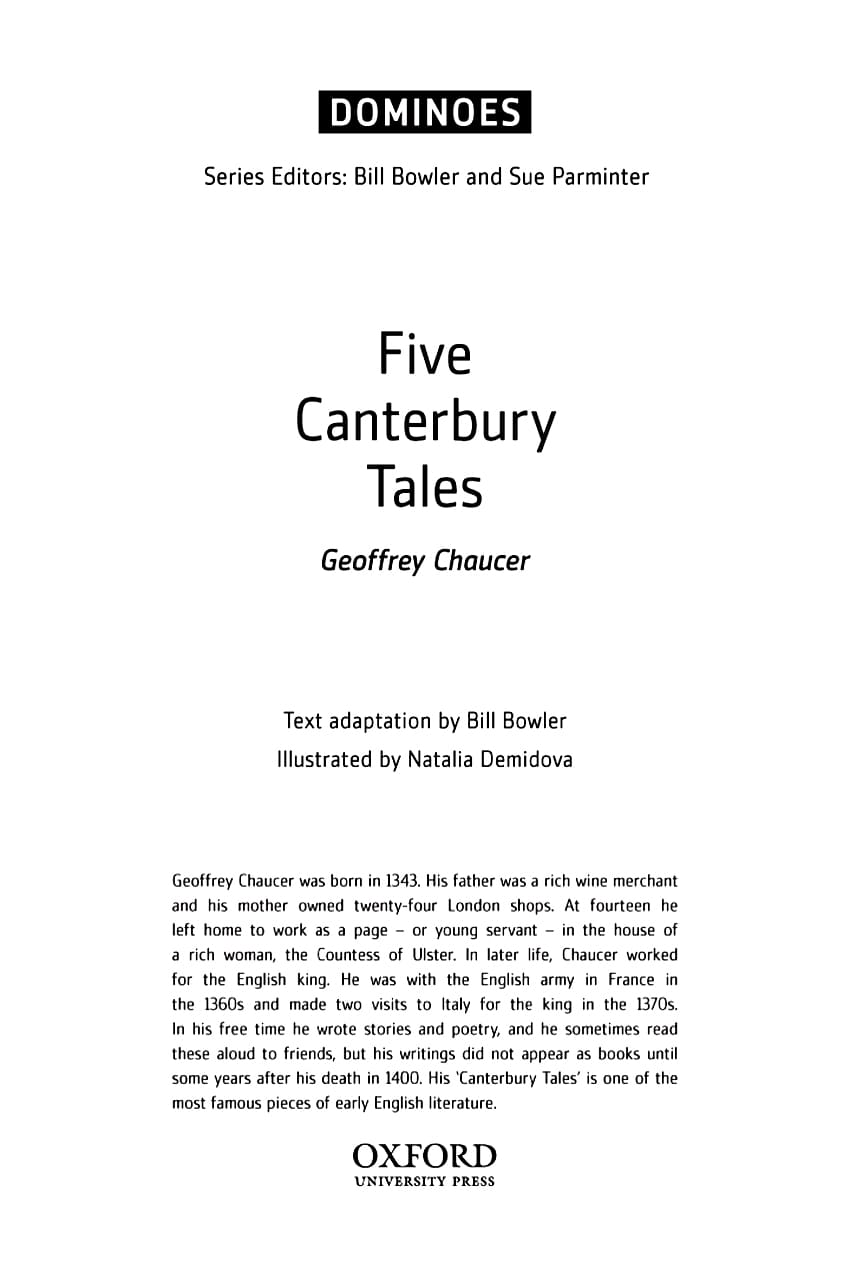 DOMINOES
Series Editors: Bill Bowler and Sue Parminter
Five
Canterbury
Tales
Geoffrey Chaucer
Text adaptation by Bill Bowler
Illustrated by Natalia Demidova
Geoffrey Chaucer was born in 1343. His father was a rich wine merchant
and his mother owned twenty-four London shops. At fourteen he
left home to work as a page – or young servant – in the house of
a rich woman, the Countess of Ulster. In later life, Chaucer worked
for the English king. He was with the English army in France in
the 1360s and made two visits to Italy for the king in the 1370s.
In his free time he wrote stories and poetry, and he sometimes read
these aloud to friends, but his writings did not appear as books until
some years after his death in 1400. His ‘Canterbury Tales’ is one of the
most famous pieces of early English literature.
OXFORD
UNIVERSITY PRESS